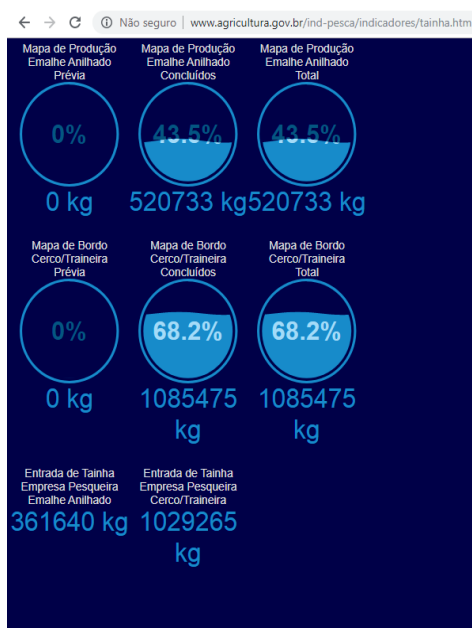 Não seguro | www.agricultura.gov.br/ind-pesca/indicadores/tainha.htm
Mapa de Produção
Emalhe Anilhado
Prévia
0%
0 kg
Mapa de Produção
Emalhe Anilhado
Concluídos
43.5%
520733 kg
Mapa de Produção
Emalhe Anilhado
Total
43.5%
520733 kg
Mapa de Bordo
Cerco/Traineira
Prévia
0%
0 kg
Mapa de Bordo
Cerco/Traineira
Concluídos
68.2%
1085475
kg
Mapa de Bordo
Cerco/Traineira
Total
68.2%
1085475
kg
Entrada de Tainha
Empresa Pesqueira
Emalhe Anilhado
361640 kg
Entrada de Tainha
Empresa Pesqueira
Cerco/Traineira
1029265
kg